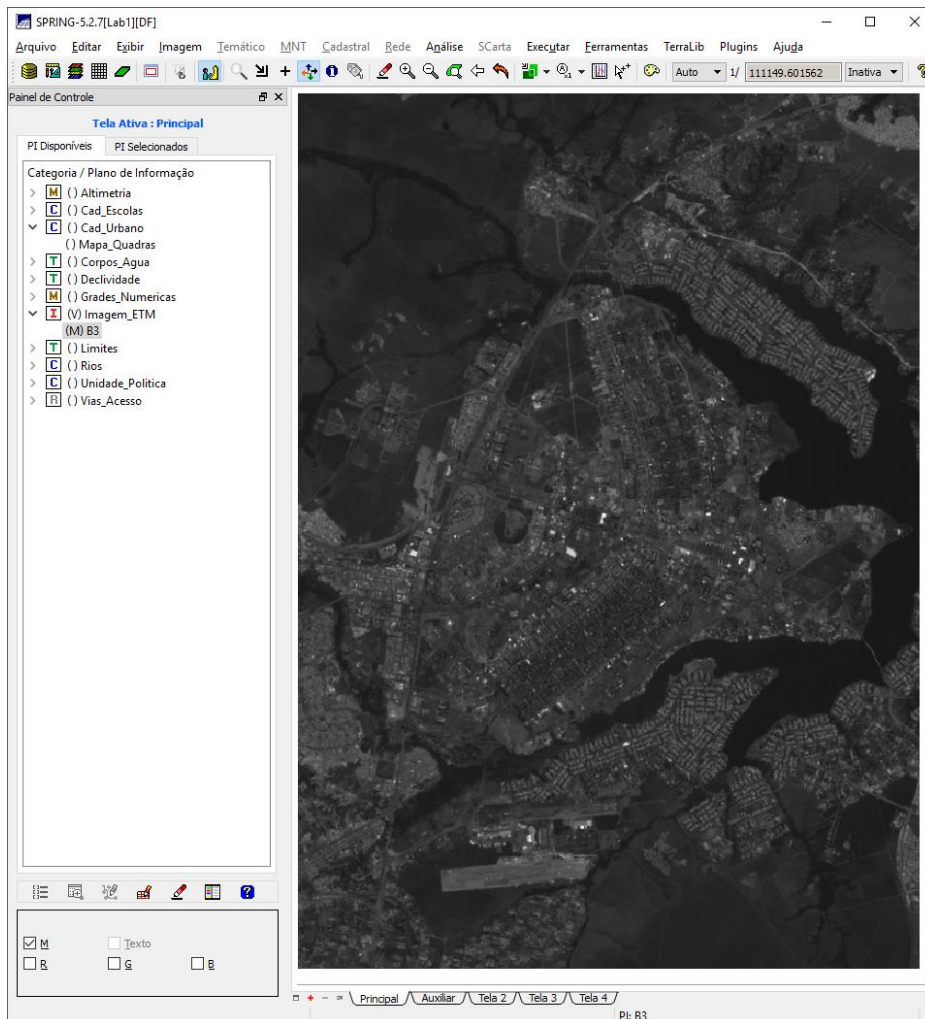 SPRING-5.2.7[Lab1][DF]
Arquivo Editar Exibir Imagem Temático MNT Cadastral Rede Análise SCarta Executar Ferramentas TerraLib Plugins Ajuda
Auto 1/ 111149.601562 Inativa
Painel de Controle
Tela Ativa : Principal
PI Disponíveis PI Selecionados
Categoria / Plano de Informação
M () Altimetria
C () Cad_Escolas
C () Cad_Urbano
() Mapa_Quadras
T () Corpos_Agua
T () Declividade
M () Grades_Numericas
I (V) Imagem_ETM
(M) B3
T () Limites
C () Rios
C () Unidade_Politica
R () Vias_Acesso
M Texto
R G B
Principal Auxiliar Tela 2 Tela 3 Tela 4
PI: B3